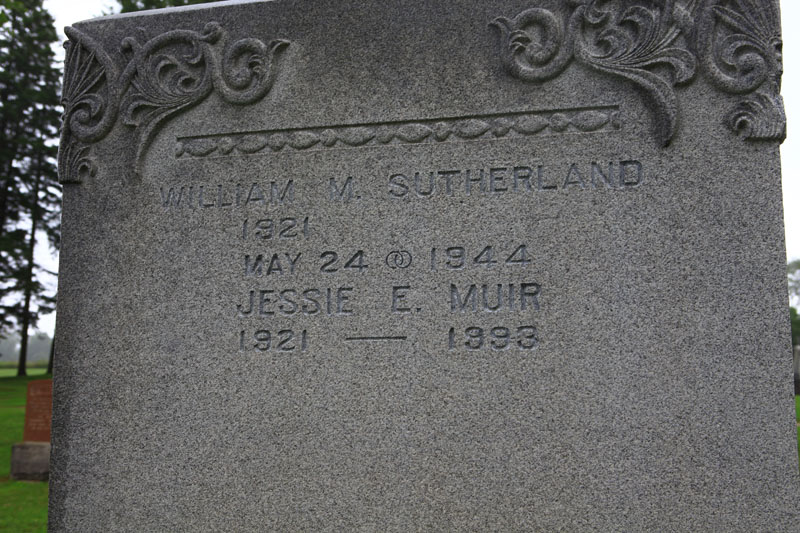 WILLIAM M. SUTHERLAND
1921
MAY 24 ⚭ 1944
JESSIE E. MUIR
1921 — 1993